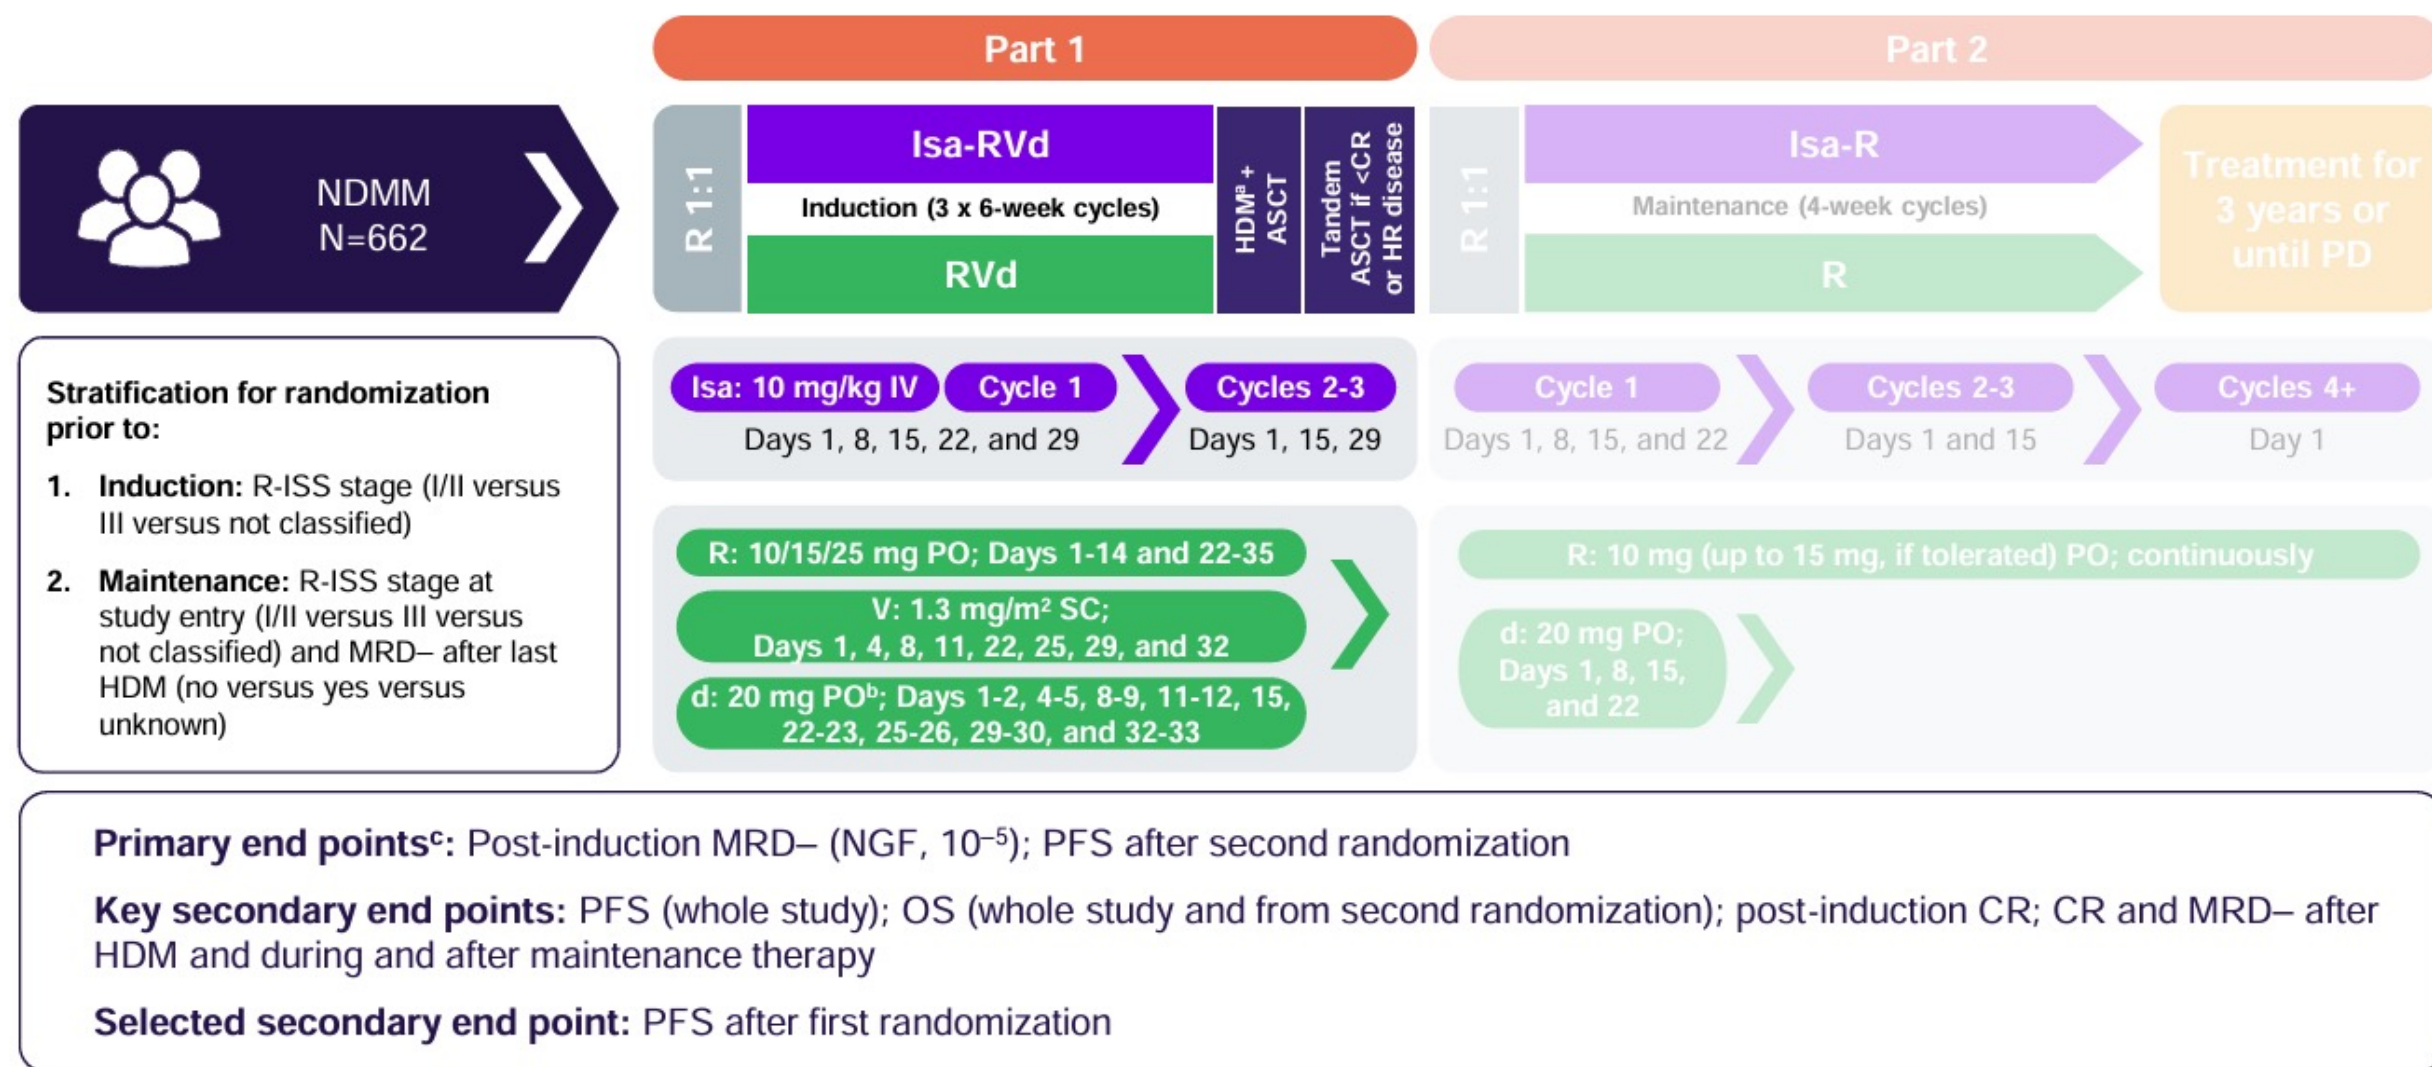 Part 1
Part 2
NDMM
N=662
R 1:1
Isa-RVd
Induction (3 x 6-week cycles)
RVd
HDMᵃ +
ASCT
Tandem
ASCT if <CR
or HR disease
R 1:1
Isa-R
Maintenance (4-week cycles)
R
Treatment for
3 years or
until PD
Stratification for randomization
prior to:
1. Induction: R-ISS stage (I/II versus
III versus not classified)
2. Maintenance: R-ISS stage at
study entry (I/II versus III versus
not classified) and MRD– after last
HDM (no versus yes versus
unknown)
Isa: 10 mg/kg IV
Cycle 1
Cycles 2-3
Days 1, 8, 15, 22, and 29
Days 1, 15, 29
Cycle 1
Cycles 2-3
Cycles 4+
Days 1, 8, 15, and 22
Days 1 and 15
Day 1
R: 10/15/25 mg PO; Days 1-14 and 22-35
V: 1.3 mg/m² SC;
Days 1, 4, 8, 11, 22, 25, 29, and 32
d: 20 mg POᵇ; Days 1-2, 4-5, 8-9, 11-12, 15,
22-23, 25-26, 29-30, and 32-33
R: 10 mg (up to 15 mg, if tolerated) PO; continuously
d: 20 mg PO;
Days 1, 8, 15,
and 22
Primary end pointsᶜ: Post-induction MRD– (NGF, 10⁻⁵); PFS after second randomization
Key secondary end points: PFS (whole study); OS (whole study and from second randomization); post-induction CR; CR and MRD– after
HDM and during and after maintenance therapy
Selected secondary end point: PFS after first randomization